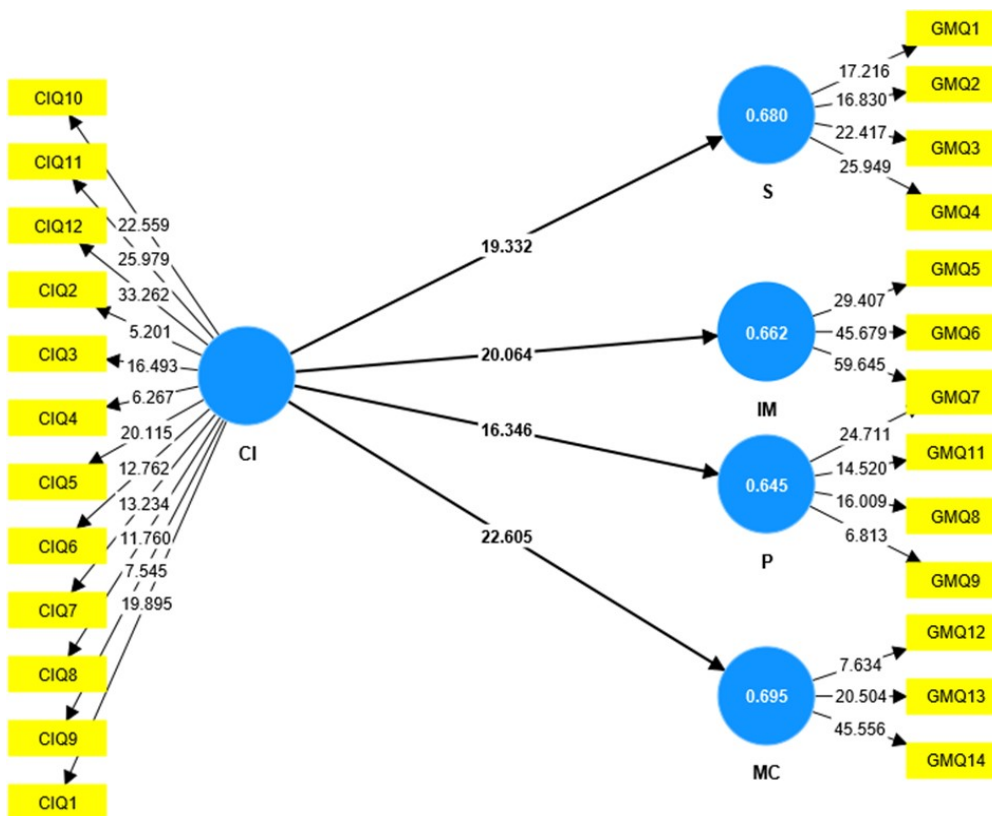 CIQ10
CIQ11
CIQ12
CIQ2
CIQ3
CIQ4
CIQ5
CIQ6
CIQ7
CIQ8
CIQ9
CIQ1
22.559
25.979
33.262
5.201
16.493
6.267
20.115
12.762
13.234
11.760
7.545
19.895
CI
19.332
20.064
16.346
22.605
0.680
S
0.662
IM
0.645
P
0.695
MC
17.216
16.830
22.417
25.949
29.407
45.679
59.645
24.711
14.520
16.009
6.813
7.634
20.504
45.556
GMQ1
GMQ2
GMQ3
GMQ4
GMQ5
GMQ6
GMQ7
GMQ11
GMQ8
GMQ9
GMQ12
GMQ13
GMQ14